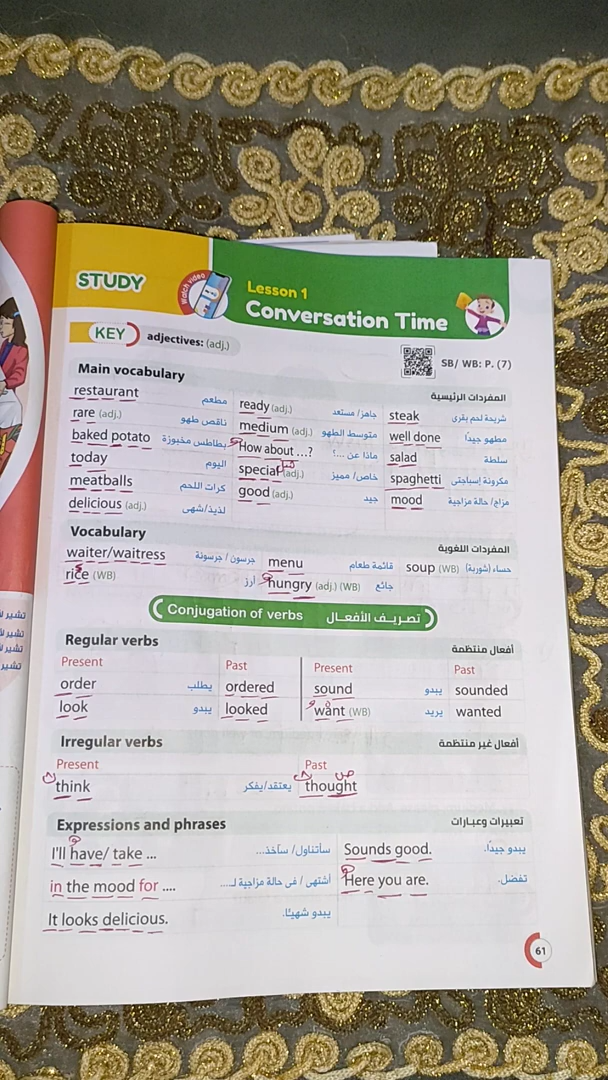 STUDY
Watch video
Lesson 1
Conversation Time
KEY adjectives: (adj.)
SB/ WB: P. (7)
Main vocabulary المفردات الرئيسية
restaurant مطعم ready (adj.) جاهز/ مستعد steak شريحة لحم بقرى
rare (adj.) ناقص طهو medium (adj.) متوسط الطهو well done مطهو جيدًا
baked potato بطاطس مخبوزة How about ...? ماذا عن ....؟ salad سلطة
today اليوم special (adj.) خاص/ مميز spaghetti مكرونة إسباجتى
meatballs كرات اللحم good (adj.) جيد mood مزاج/ حالة مزاجية
delicious (adj.) لذيذ/شهى
Vocabulary المفردات اللغوية
waiter/waitress جرسون / جرسونة menu قائمة طعام soup (WB) حساء (شوربة)
rice (WB) أرز hungry (adj.) (WB) جائع
Conjugation of verbs تصريف الأفعال
Regular verbs أفعال منتظمة
Present Past Present Past
order يطلب ordered sound يبدو sounded
look يبدو looked want (WB) يريد wanted
Irregular verbs أفعال غير منتظمة
Present Past
think يعتقد/يفكر thought
Expressions and phrases تعبيرات وعبارات
I'll have/ take ... سأتناول/ سآخذ... Sounds good. يبدو جيدًا.
in the mood for .... أشتهى / فى حالة مزاجية لـ.... Here you are. تفضل.
It looks delicious. يبدو شهيًا.
61